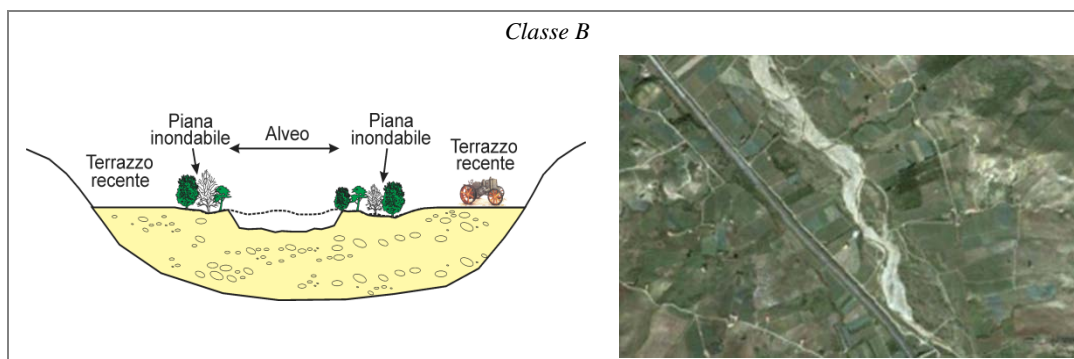 Classe B
Piana
inondabile
Alveo
Piana
inondabile
Terrazzo
recente
Terrazzo
recente